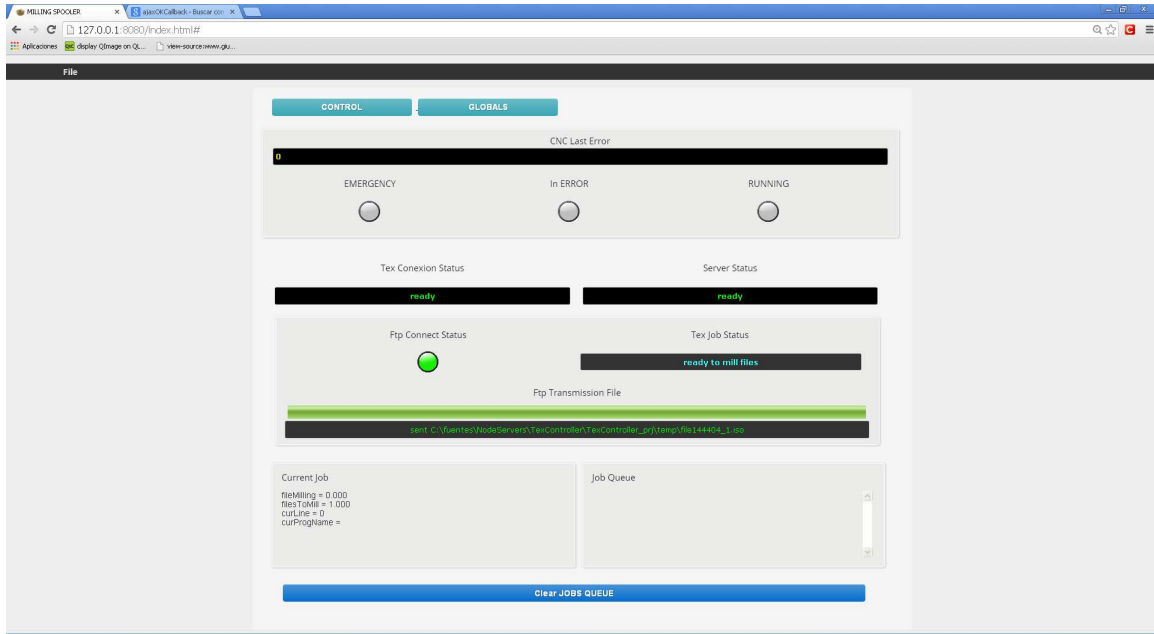 MILLING SPOOLER
ajaxOKCallback - Buscar con
127.0.0.1:8080/index.html#
Aplicaciones
display QImage on QL...
view-source:www.giu...
File
CONTROL
GLOBALS
CNC Last Error
0
EMERGENCY In ERROR RUNNING
Tex Conexion Status Server Status
ready ready
Ftp Connect Status Tex Job Status
ready to mill files
Ftp Transmission File
sent C:\fuentes\NodeServers\TexController\TexController_prj\temp\file144404_1.iso
Current Job
fileMilling = 0.000
filesToMill = 1.000
curLine = 0
curProgName =
Job Queue
Clear JOBS QUEUE